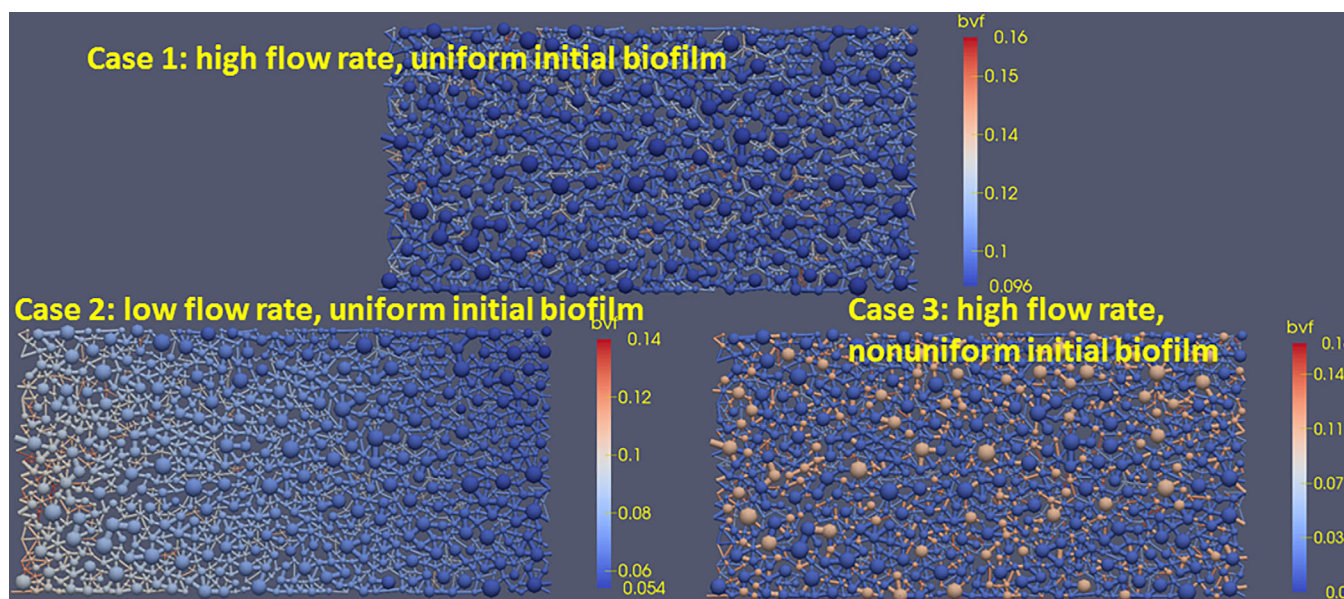 bvf
0.16
Case 1: high flow rate, uniform initial biofilm
0.15
0.14
0.12
0.1
0.096
Case 2: low flow rate, uniform initial biofilm
bvf
0.14
0.12
0.1
0.08
0.06
0.054
Case 3: high flow rate,
nonuniform initial biofilm
bvf
0.14
0.11